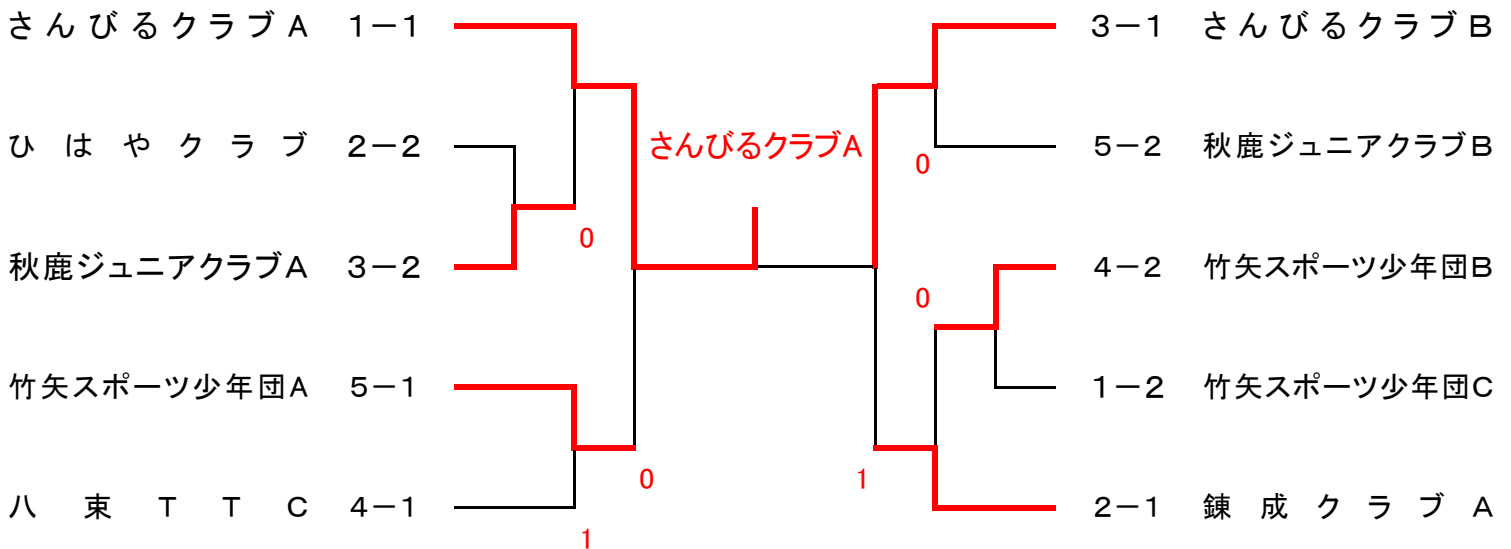 さんびるクラブA 1-1 3-1 さんびるクラブB
ひはやクラブ 2-2 さんびるクラブA 0 5-2 秋鹿ジュニアクラブB
秋鹿ジュニアクラブA 3-2 0 4-2 竹矢スポーツ少年団B
0
竹矢スポーツ少年団A 5-1 1-2 竹矢スポーツ少年団C
0 1
八束TTC 4-1 2-1 錬成クラブA
1